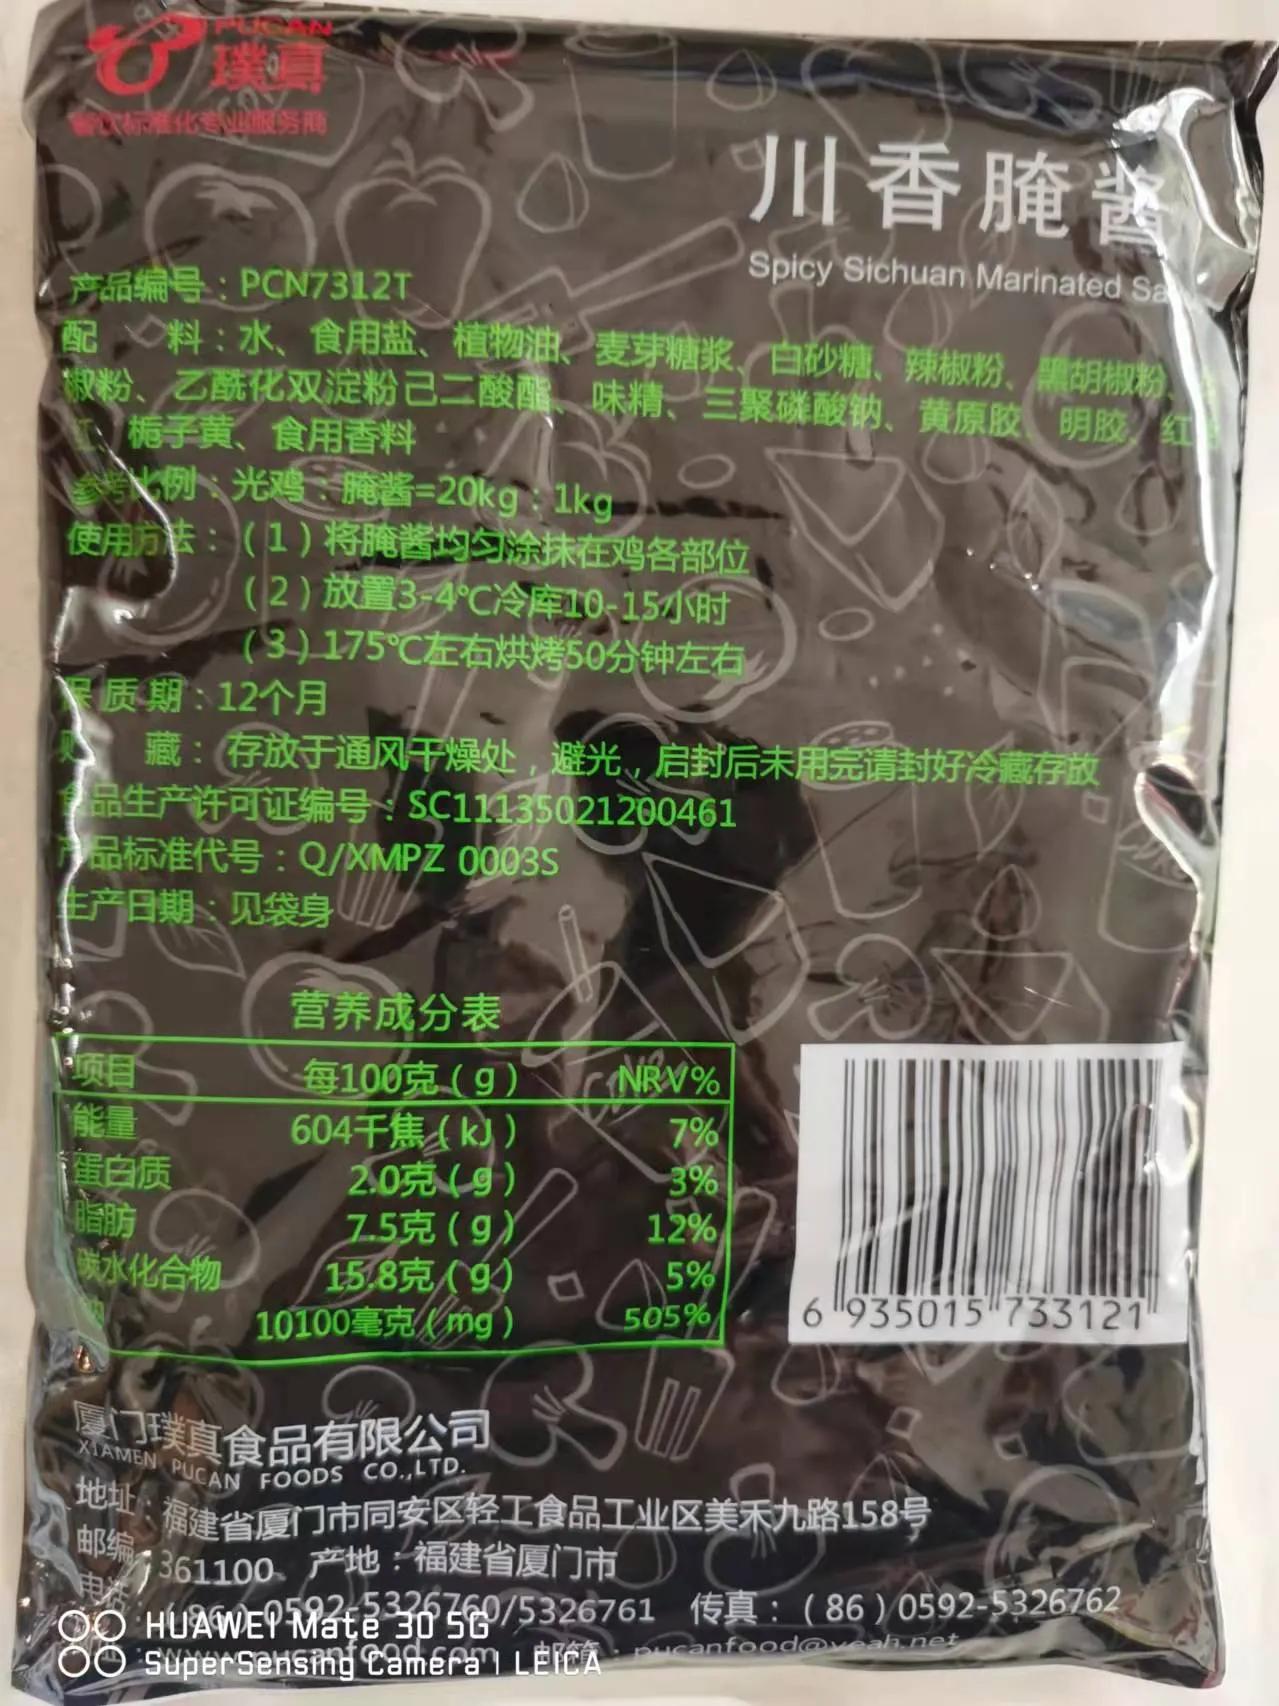 PUCAN
璞真
餐饮标准化专业服务商
川香腌酱
Spicy Sichuan Marinated Sa
产品编号：PCN7312T
配 料：水、食用盐、植物油、麦芽糖浆、白砂糖、辣椒粉、黑胡椒粉、
椒粉、乙酰化双淀粉己二酸酯、味精、三聚磷酸钠、黄原胶、明胶、红
红、栀子黄、食用香料
参考比例：光鸡：腌酱=20kg：1kg
使用方法：（1）将腌酱均匀涂抹在鸡各部位
（2）放置3-4℃冷库10-15小时
（3）175℃左右烘烤50分钟左右
保质期：12个月
贮 藏：存放于通风干燥处，避光，启封后未用完请封好冷藏存放
食品生产许可证编号：SC11135021200461
产品标准代号：Q/XMPZ 0003S
生产日期：见袋身
营养成分表
项目 每100克（g） NRV%
能量 604千焦（kJ） 7%
蛋白质 2.0克（g） 3%
脂肪 7.5克（g） 12%
碳水化合物 15.8克（g） 5%
钠 10100毫克（mg） 505%
6 935015 733121
厦门璞真食品有限公司
XIAMEN PUCAN FOODS CO.,LTD.
地址：福建省厦门市同安区轻工食品工业区美禾九路158号
邮编：361100 产地：福建省厦门市
电话：（86）0592-5326760/5326761 传真：（86）0592-5326762
www.pucanfood.com 邮箱：pucanfood@yeah.net
HUAWEI Mate 30 5G
SuperSensing Camera | LEICA